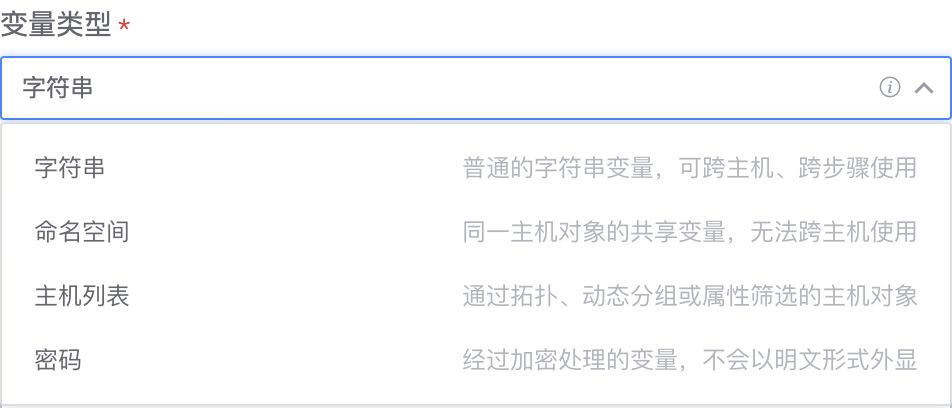 变量类型 *
字符串
字符串 普通的字符串变量，可跨主机、跨步骤使用
命名空间 同一主机对象的共享变量，无法跨主机使用
主机列表 通过拓扑、动态分组或属性筛选的主机对象
密码 经过加密处理的变量，不会以明文形式外显